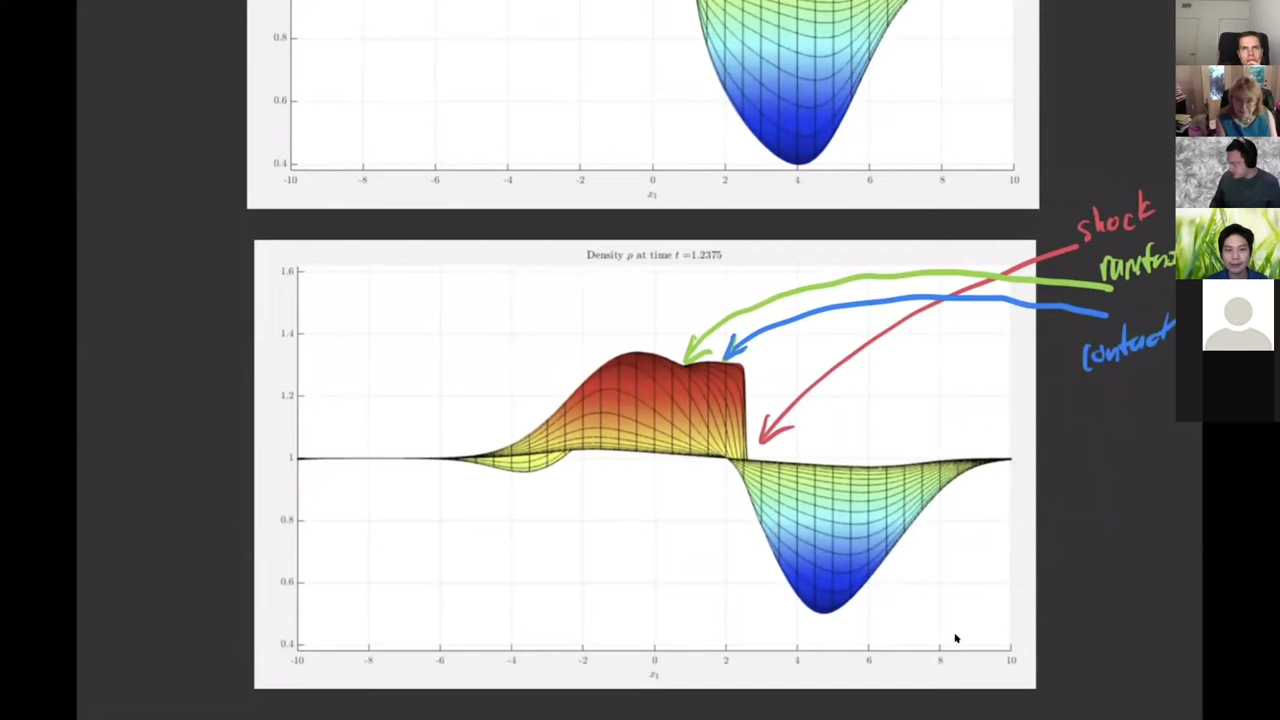 0.8
0.6
0.4
-10 -8 -6 -4 -2 0 2 4 6 8 10
x₁
shock
contact
Density ρ at time t =1.2375
1.6
1.4
1.2
1
0.8
0.6
0.4
-10 -8 -6 -4 -2 0 2 4 6 8 10
x₁